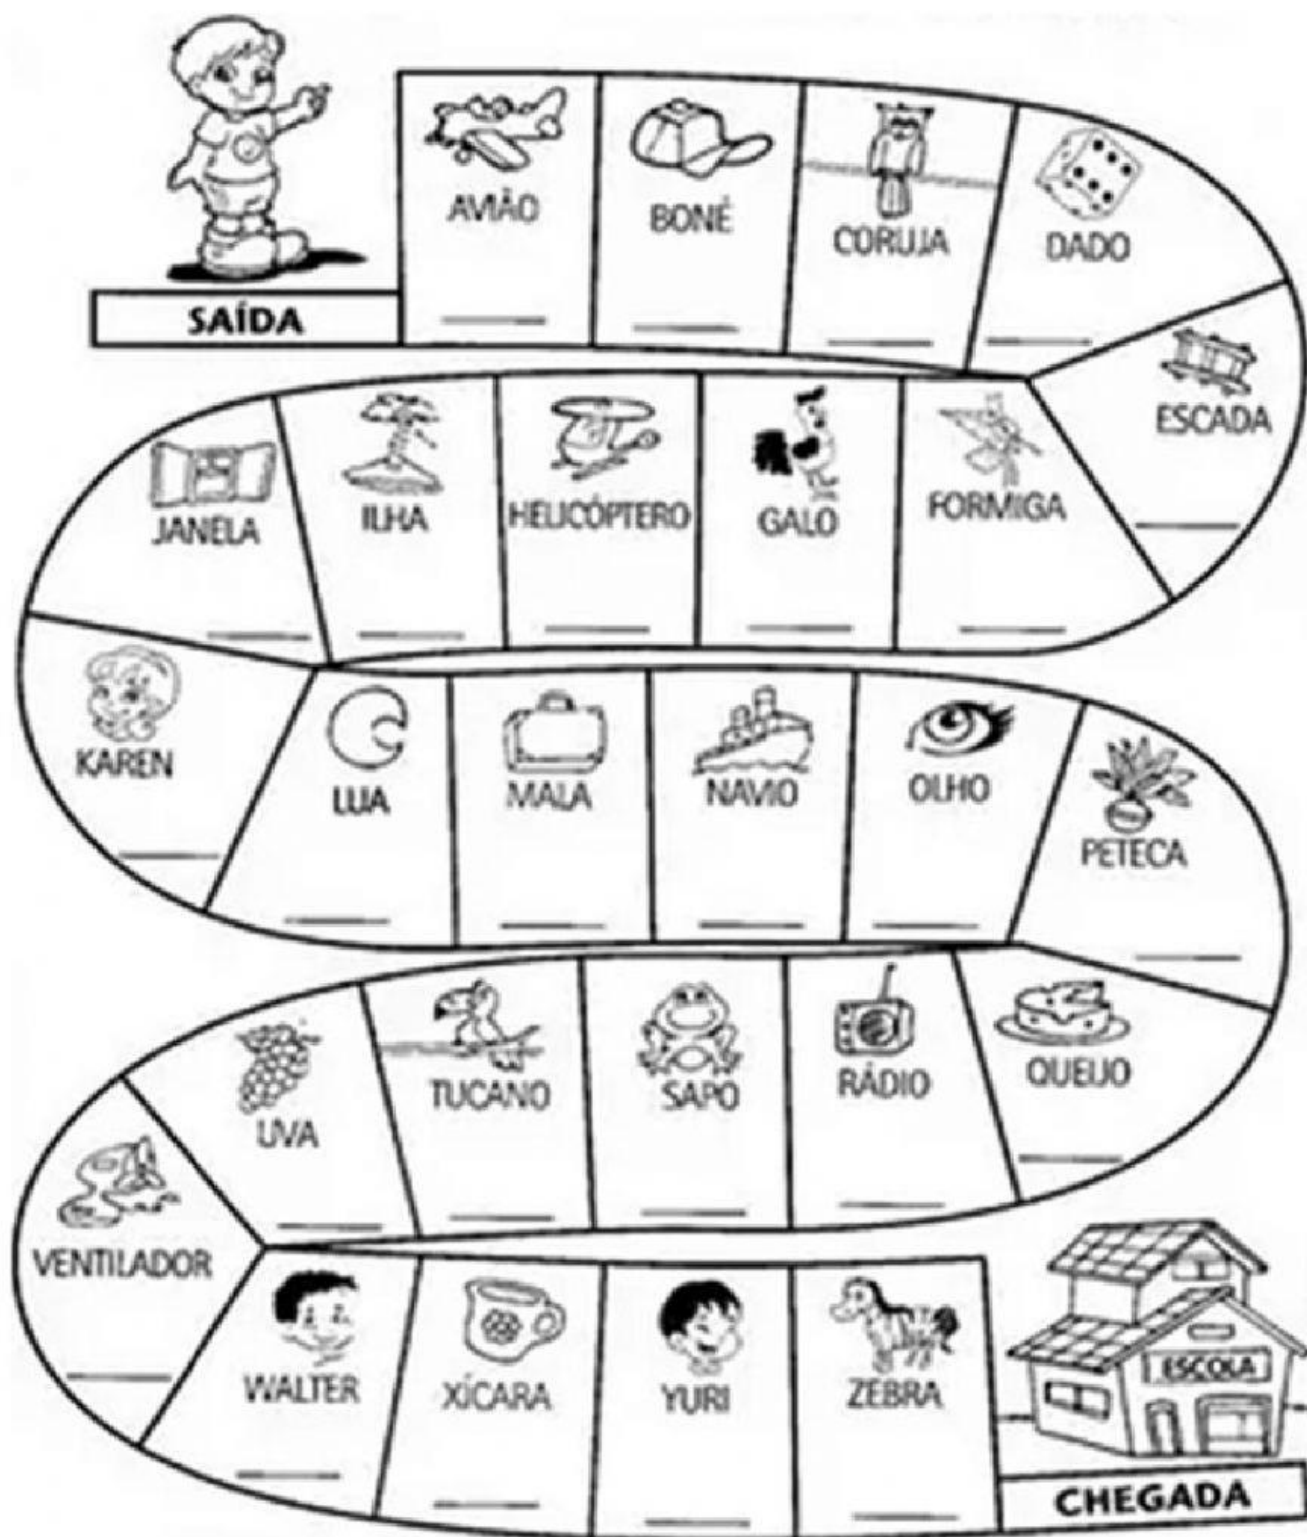 SAÍDA
AVIÃO
BONÉ
CORUJA
DADO
ESCADA
FORMIGA
GALO
HELICÓPTERO
ILHA
JANELA
KAREN
LUA
MALA
NAVIO
OLHO
PETECA
QUEIJO
RÁDIO
SAPO
TUCANO
UVA
VENTILADOR
WALTER
XÍCARA
YURI
ZEBRA
ESCOLA
CHEGADA